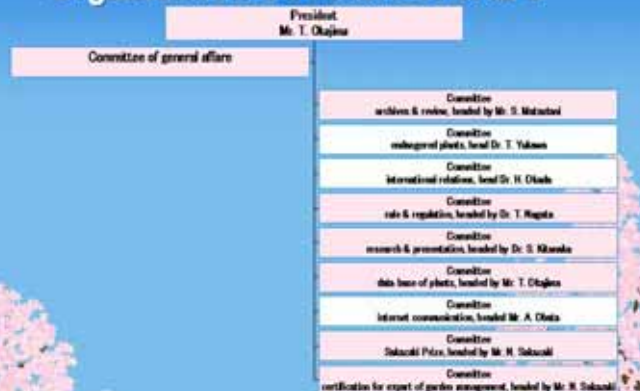 President
Mr. T. Okajima
Committee of general affare
Committee
archives & review, headed by Mr. S.
Committee
endangered plants, head Dr. T. Yukawa
Committee
international relations, head Dr. H. Okada
Committee
rule & regulation, headed by Dr. T. Nagata
Committee
research & presentation, headed by Dr. S. Kitanaka
Committee
data base of plants, headed by Mr. T. Okajima
Committee
internet communication, headed Mr. A. Obata
Committee
Sakazaki Prize, headed by Mr. N. Sakazaki
Committee
certification for expert of garden management, headed by Mr. N. Sakazaki